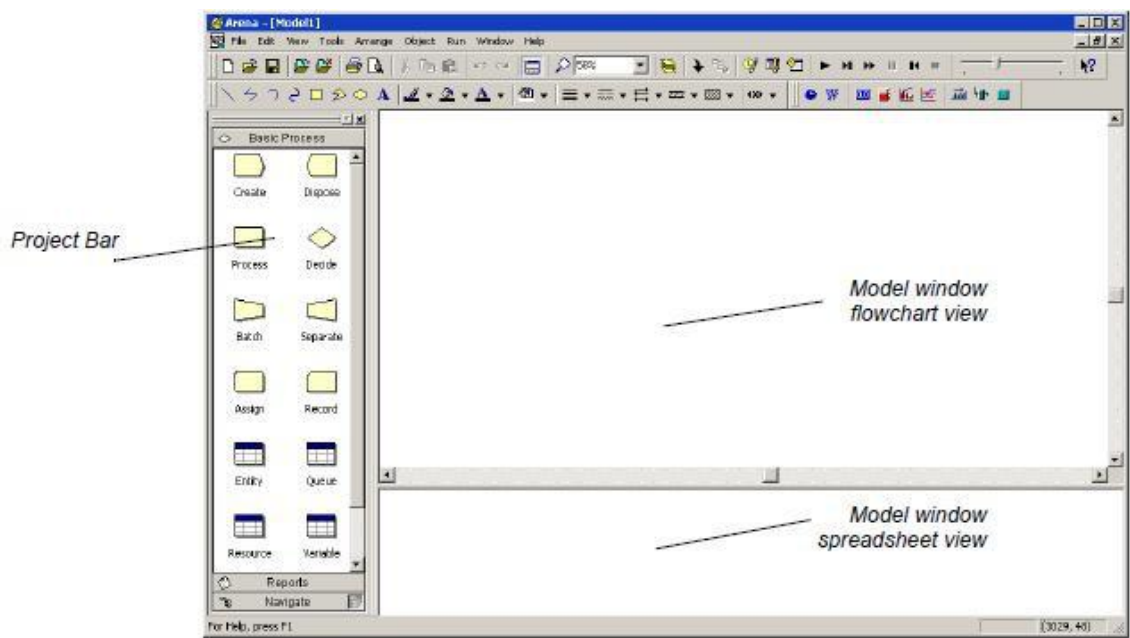 Arena - [Model1]
File Edit View Tools Arrange Object Run Window Help
58%
A
Basic Process
Create Dispose
Process Decide
Batch Separate
Assign Record
Entity Queue
Resource Variable
Reports
Navigate
For Help, press F1
(3029, 46)
Project Bar
Model window
flowchart view
Model window
spreadsheet view